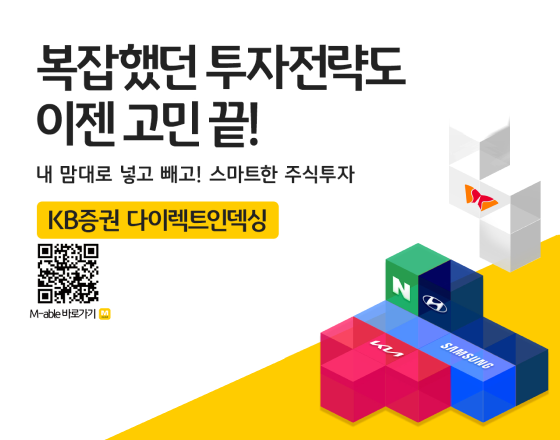 복잡했던 투자전략도
이젠 고민 끝!
내 맘대로 넣고 빼고! 스마트한 주식투자
KB증권 다이렉트인덱싱
M-able 바로가기 M
N
KIA
SAMSUNG